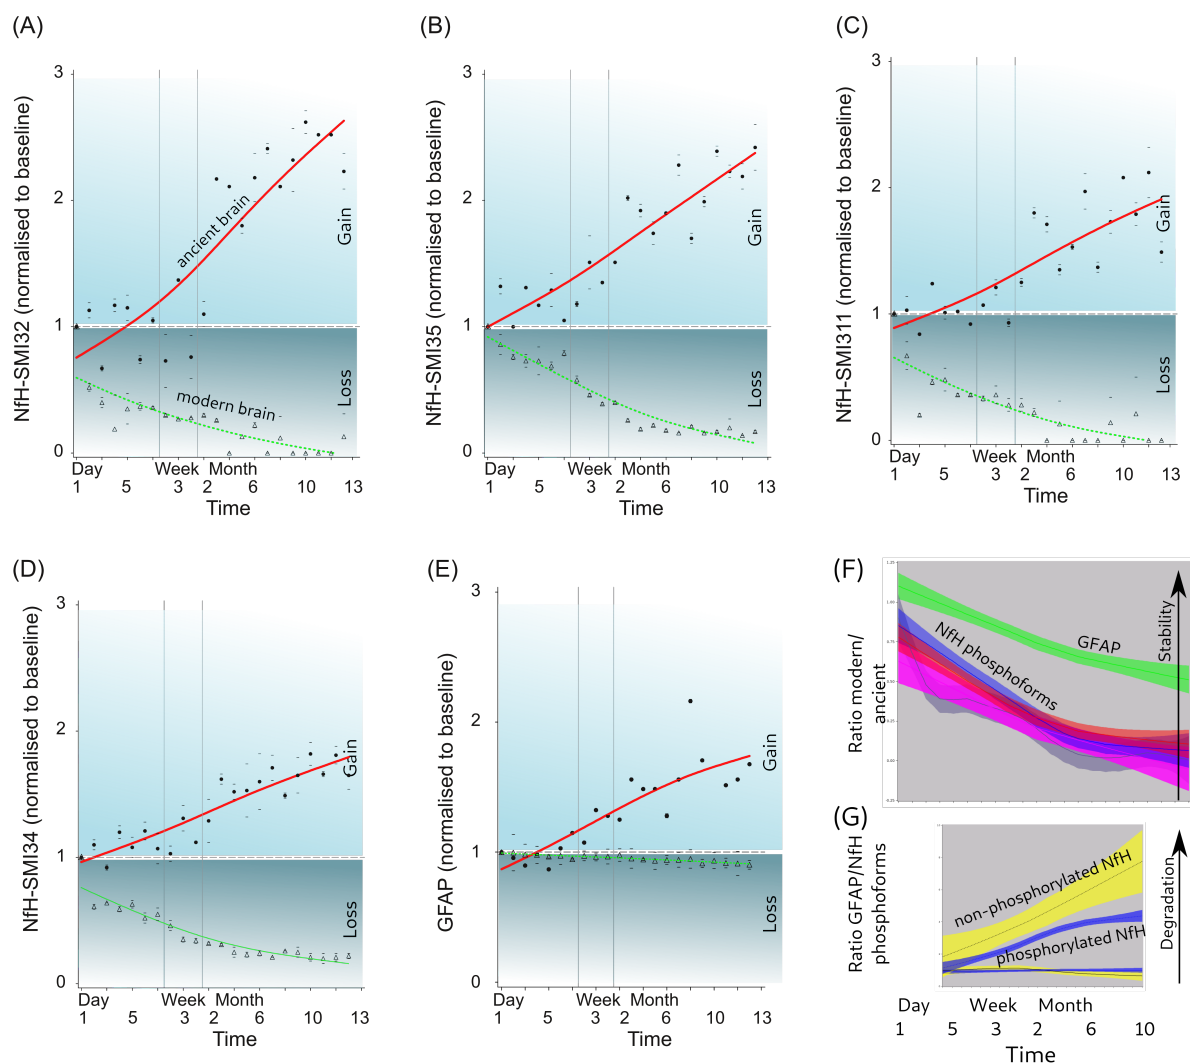 (A)
NfH-SMI32 (normalised to baseline)
3
2
1
0
ancient brain
modern brain
Gain
Loss
Day Week Month
1 5 3 2 6 10 13
Time
(B)
NfH-SMI35 (normalised to baseline)
3
2
1
0
Gain
Loss
Day Week Month
1 5 3 2 6 10 13
Time
(C)
NfH-SMI311 (normalised to baseline)
3
2
1
0
Gain
Loss
Day Week Month
1 5 3 2 6 10 13
Time
(D)
NfH-SMI34 (normalised to baseline)
3
2
1
0
Gain
Loss
Day Week Month
1 5 3 2 6 10 13
Time
(E)
GFAP (normalised to baseline)
3
2
1
0
Gain
Loss
Day Week Month
1 5 3 2 6 10 13
Time
(F)
Ratio modern/
ancient
GFAP
NfH phosphoforms
Stability
(G)
Ratio GFAP/NfH
phosphoforms
non-phosphorylated NfH
phosphorylated NfH
Degradation
Day Week Month
1 5 3 2 6 10
Time